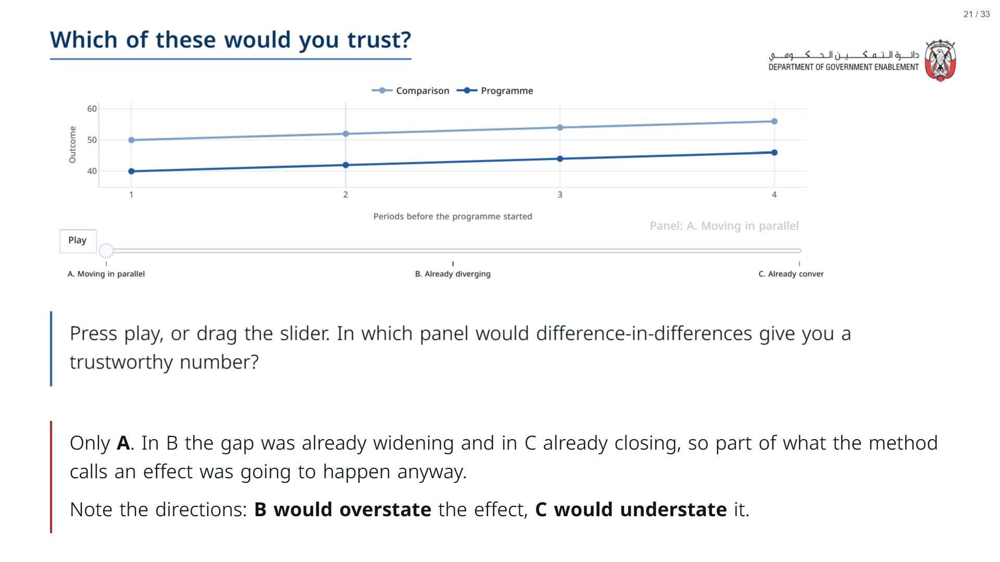 21 / 33
Which of these would you trust?
دائرة التمكين الحكومي
DEPARTMENT OF GOVERNMENT ENABLEMENT
Comparison Programme
60
50
40
Outcome
1 2 3 4
Periods before the programme started
Panel: A. Moving in parallel
Play
A. Moving in parallel B. Already diverging C. Already conver
Press play, or drag the slider. In which panel would difference-in-differences give you a
trustworthy number?
Only A. In B the gap was already widening and in C already closing, so part of what the method
calls an effect was going to happen anyway.
Note the directions: B would overstate the effect, C would understate it.